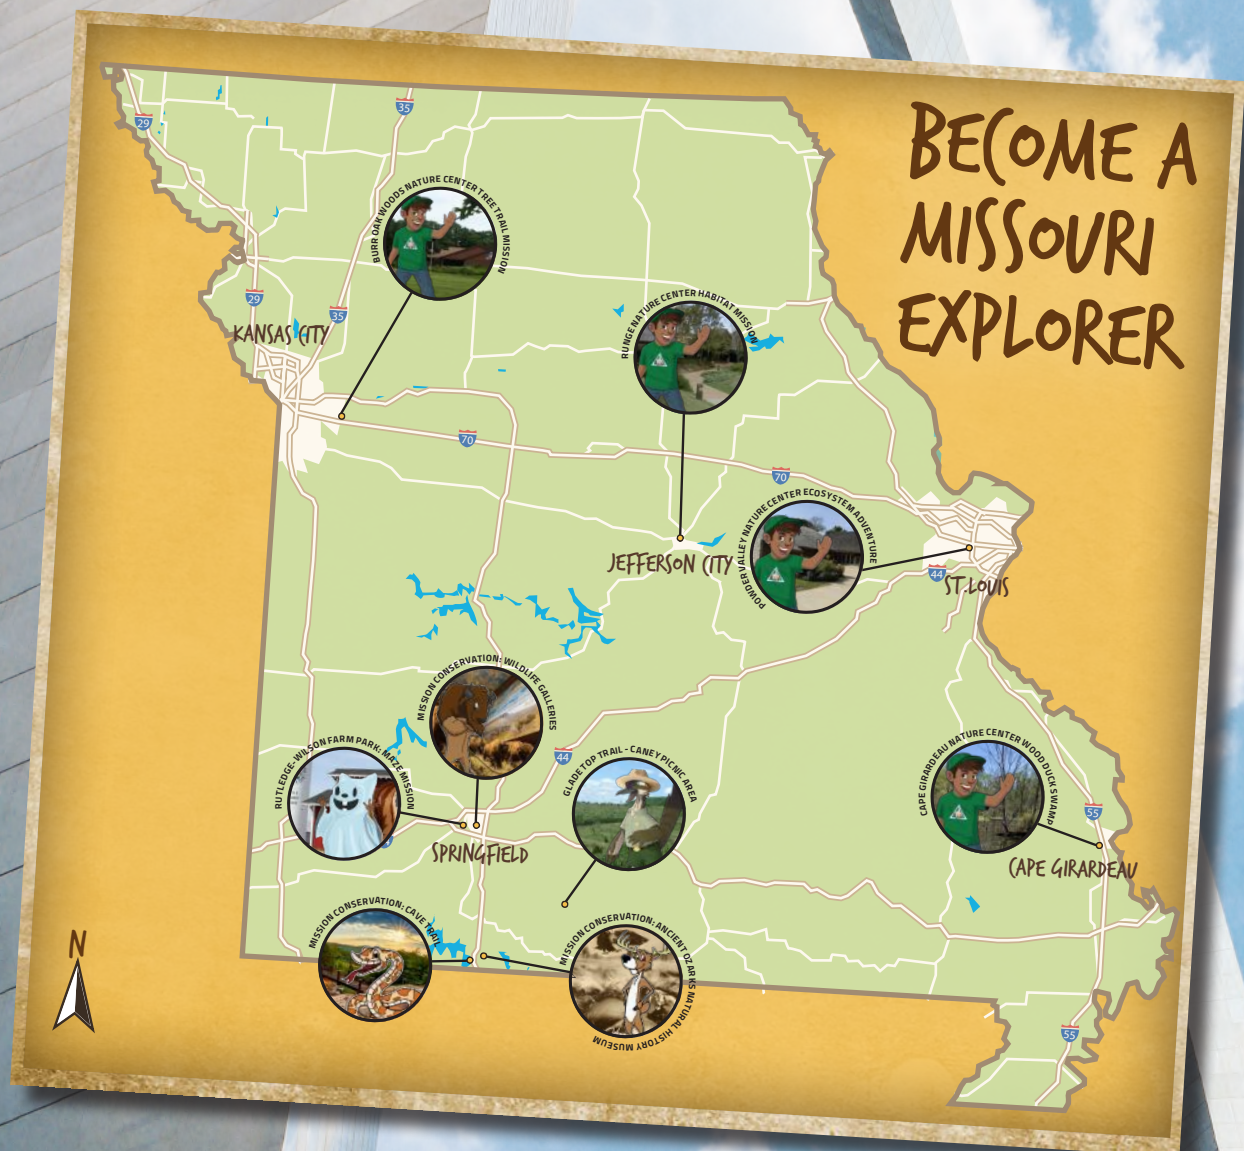 BECOME A
MISSOURI
EXPLORER
29
35
BURR OAK WOODS NATURE CENTER TREE TRAIL MISSION
29
35
KANSAS CITY
RUNGE NATURE CENTER HABITAT MISSION
70
70
POWDER VALLEY NATURE CENTER ECOSYSTEM ADVENTURE
JEFFERSON CITY
44
ST.LOUIS
MISSION CONSERVATION: WILDLIFE GALLERIES
RUTLEDGE-WILSON FARM PARK: MAZE MISSION
44
GLADE TOP TRAIL - CANEY PICNIC AREA
CAPE GIRARDEAU NATURE CENTER WOOD DUCK SWAMP
55
SPRINGFIELD
CAPE GIRARDEAU
MISSION CONSERVATION: CAVE TRAIL
MISSION CONSERVATION: ANCIENT OZARKS NATURAL HISTORY MUSEUM
N
55